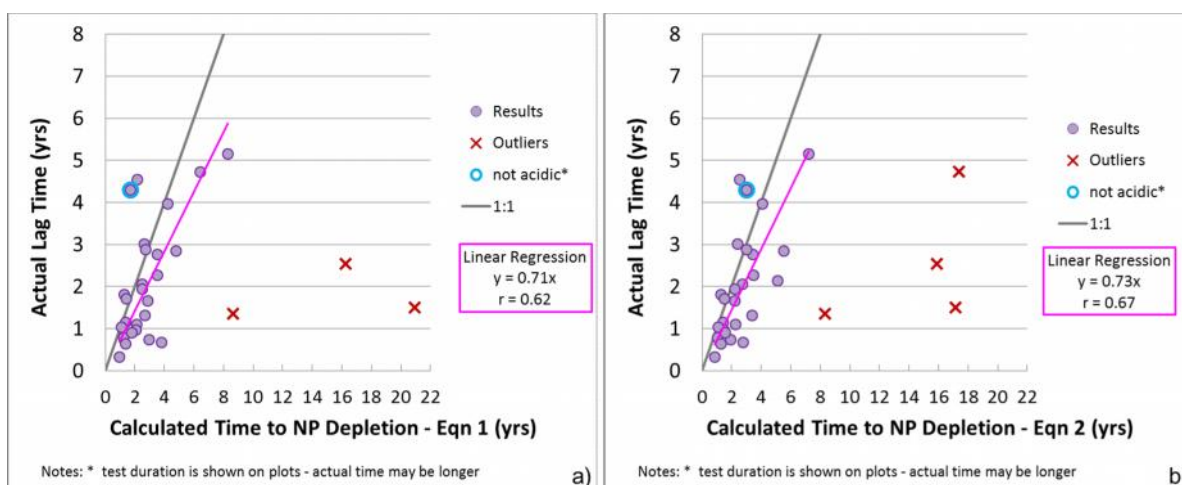 8
7
6
5
4
3
2
1
0
Actual Lag Time (yrs)
0 2 4 6 8 10 12 14 16 18 20 22
Calculated Time to NP Depletion - Eqn 1 (yrs)
Results
Outliers
not acidic*
1:1
Linear Regression
y = 0.71x
r = 0.62
Notes: * test duration is shown on plots - actual time may be longer
a)
8
7
6
5
4
3
2
1
0
Actual Lag Time (yrs)
0 2 4 6 8 10 12 14 16 18 20 22
Calculated Time to NP Depletion - Eqn 2 (yrs)
Results
Outliers
not acidic*
1:1
Linear Regression
y = 0.73x
r = 0.67
Notes: * test duration is shown on plots - actual time may be longer
b